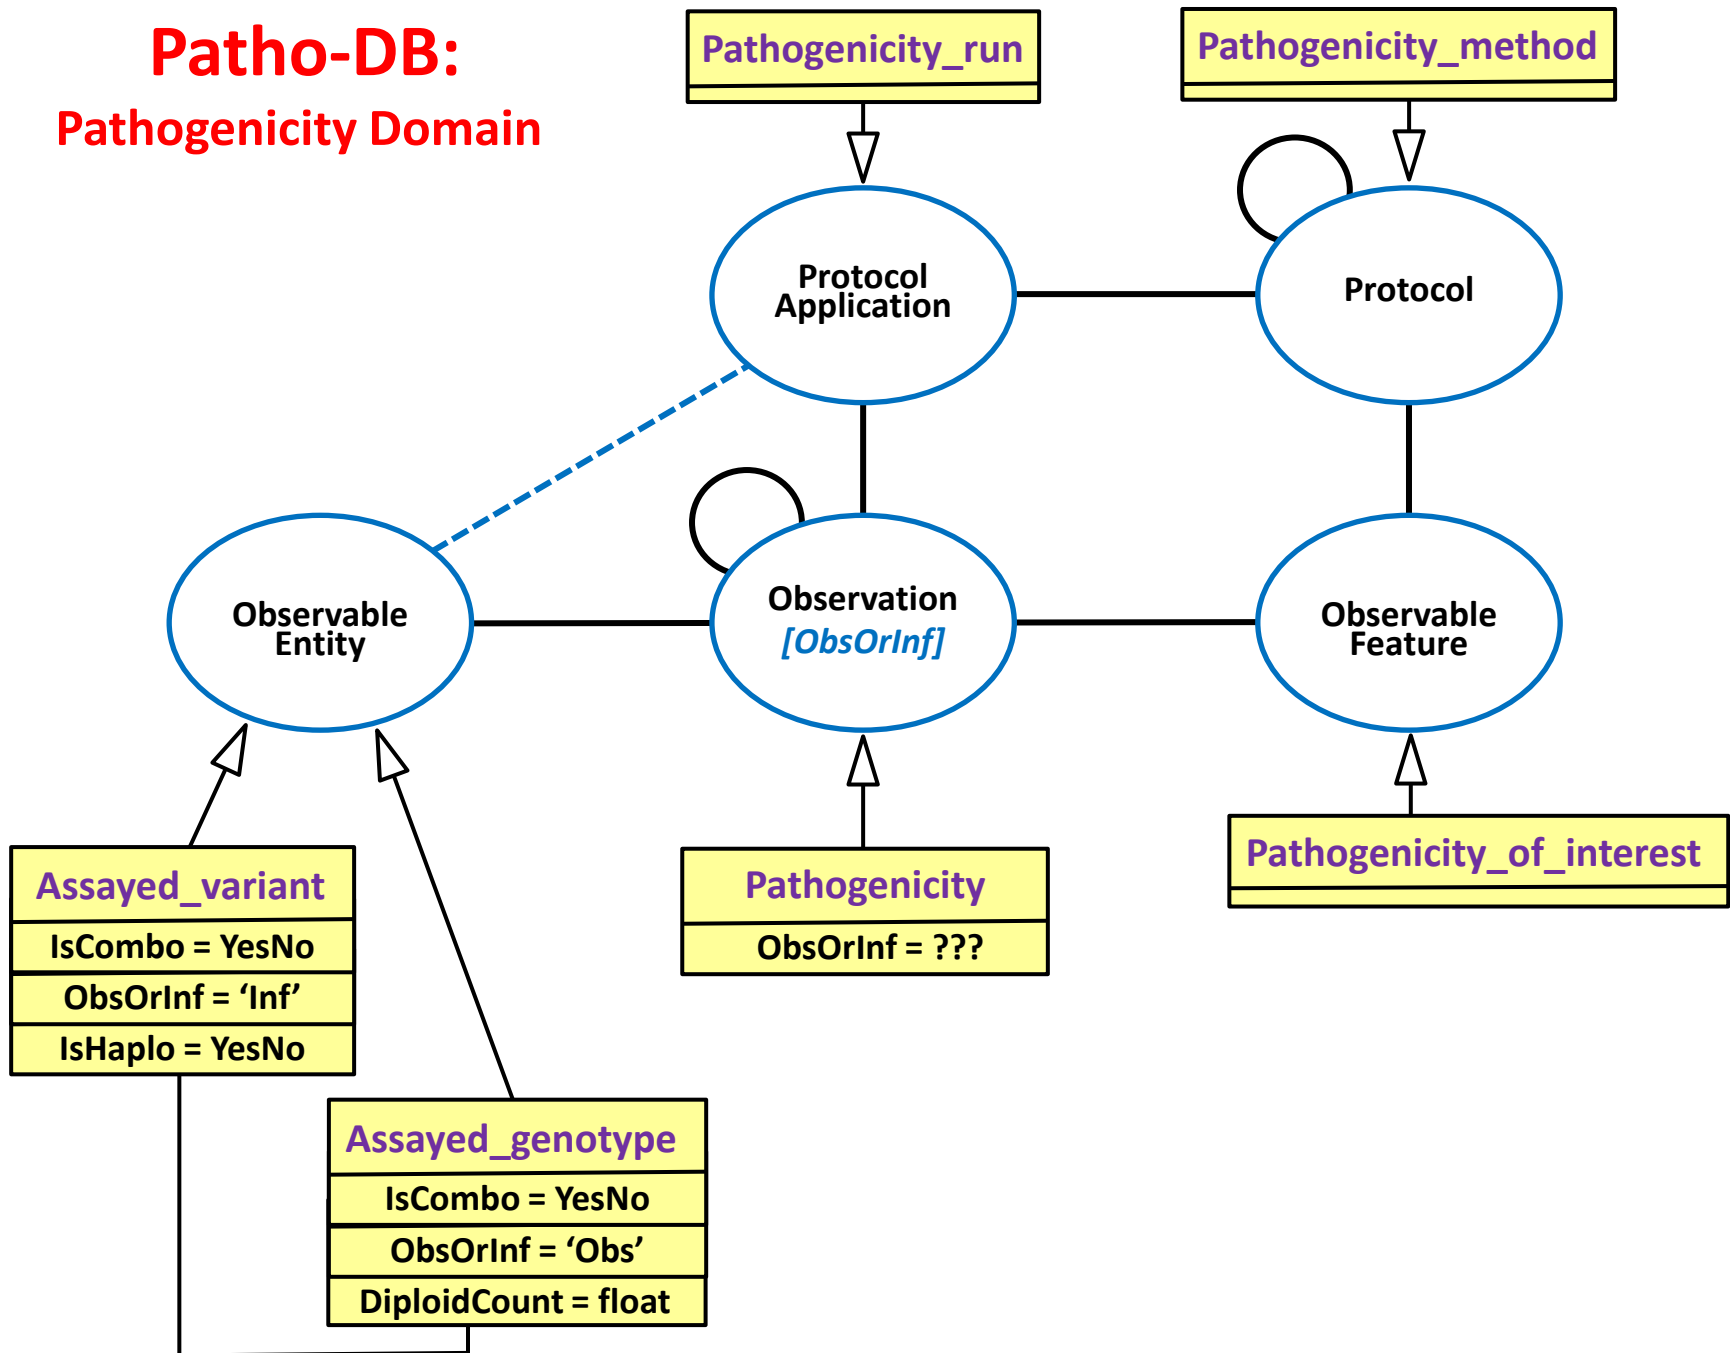 Patho-DB:
Pathogenicity Domain
Pathogenicity_run
Pathogenicity_method
Protocol
Application
Protocol
Observable
Entity
Observation
[ObsOrInf]
Observable
Feature
Assayed_variant
IsCombo = YesNo
ObsOrInf = ‘Inf’
IsHaplo = YesNo
Pathogenicity
ObsOrInf = ???
Pathogenicity_of_interest
Assayed_genotype
IsCombo = YesNo
ObsOrInf = ‘Obs’
DiploidCount = float